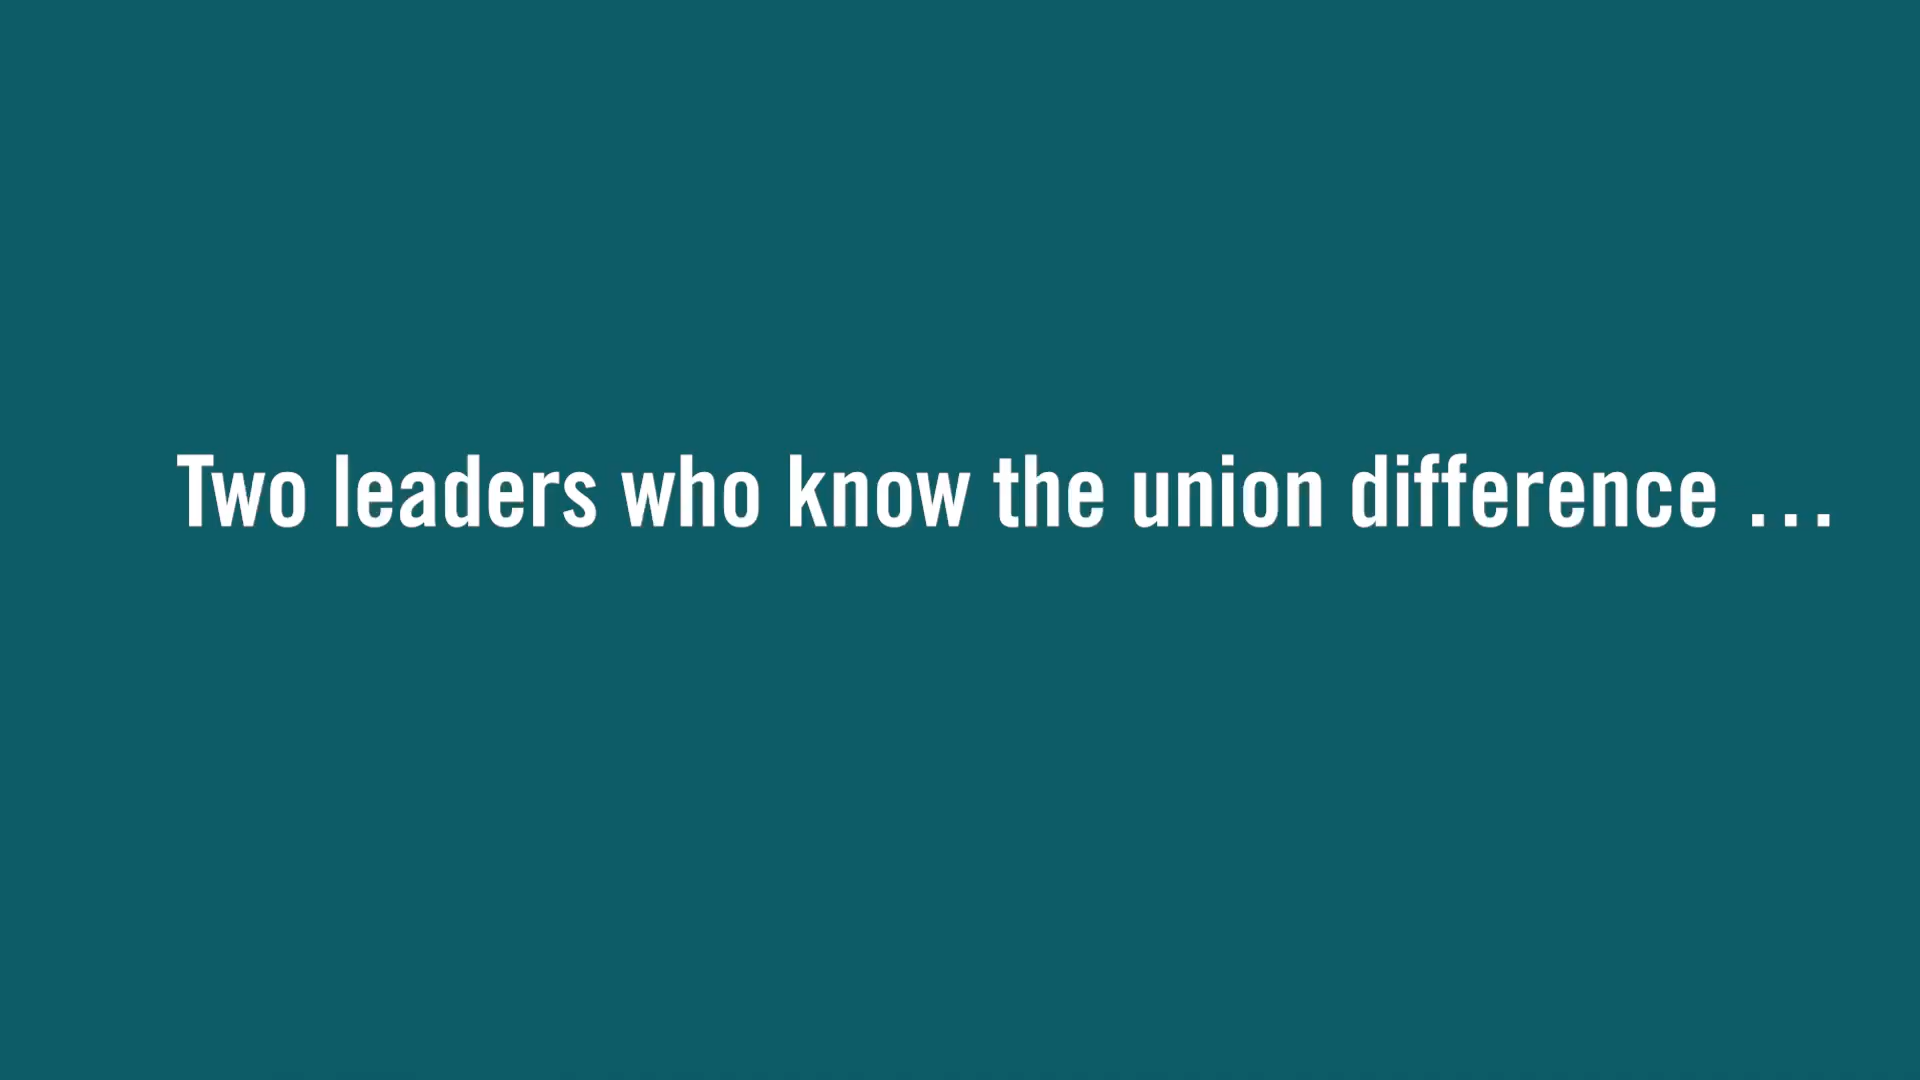 Two leaders who know the union difference …